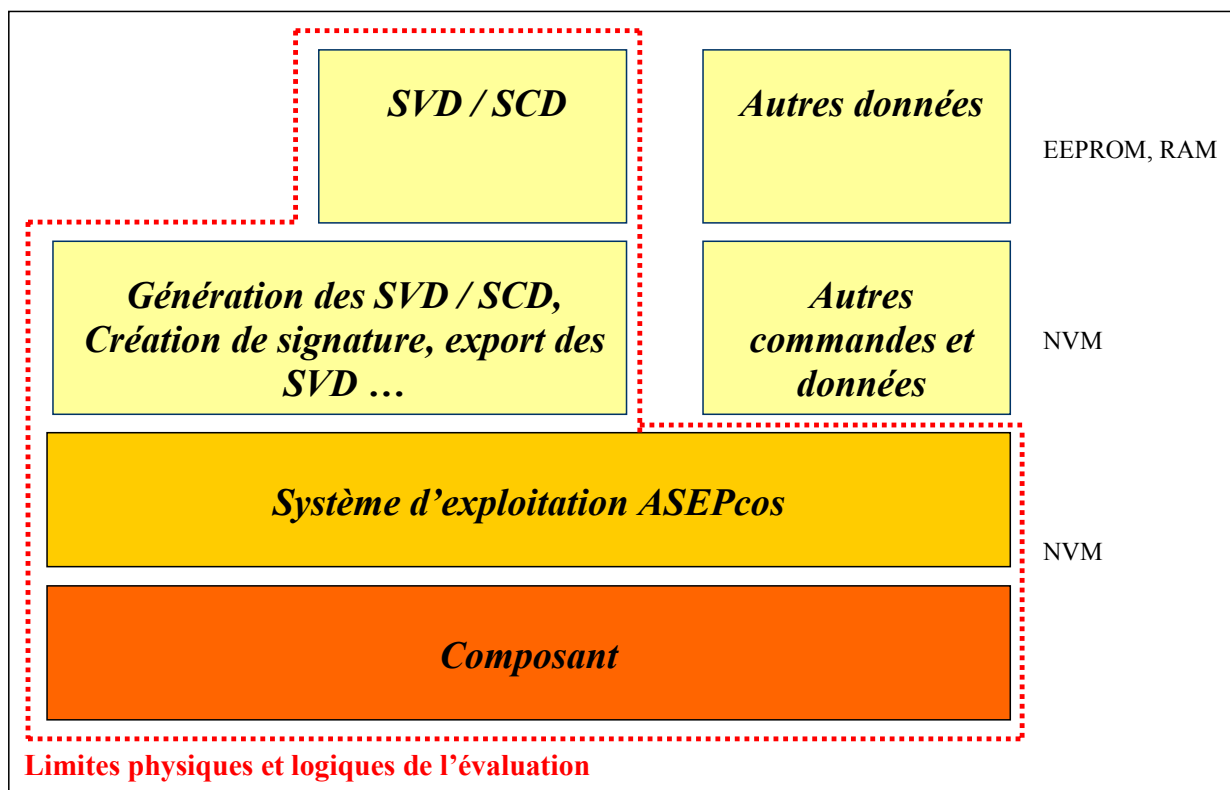 SVD / SCD
Autres données
EEPROM, RAM
Génération des SVD / SCD,
Création de signature, export des
SVD …
Autres
commandes et
données
NVM
Système d’exploitation ASEPcos
NVM
Composant
Limites physiques et logiques de l’évaluation